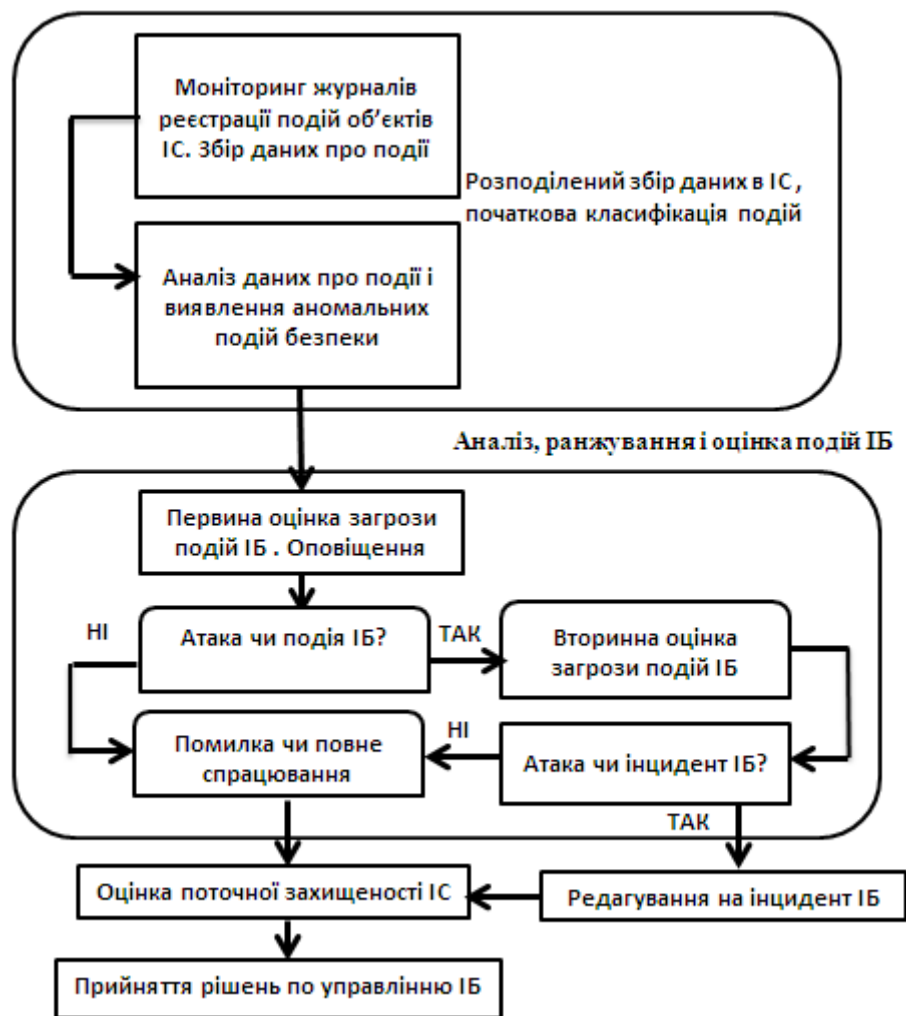 Моніторинг журналів
реєстрації подій об’єктів
ІС. Збір даних про події
Розподілений збір даних в ІС ,
початкова класифікація подій
Аналіз даних про події і
виявлення аномальних
подій безпеки
Аналіз, ранжування і оцінка подій ІБ
Первина оцінка загрози
подій ІБ . Оповіщення
НІ
Атака чи подія ІБ?
ТАК
Вторинна оцінка
загрози подій ІБ
Помилка чи повне
спрацювання
НІ
Атака чи інцидент ІБ?
ТАК
Оцінка поточної захищеності ІС
Редагування на інцидент ІБ
Прийняття рішень по управлінню ІБ